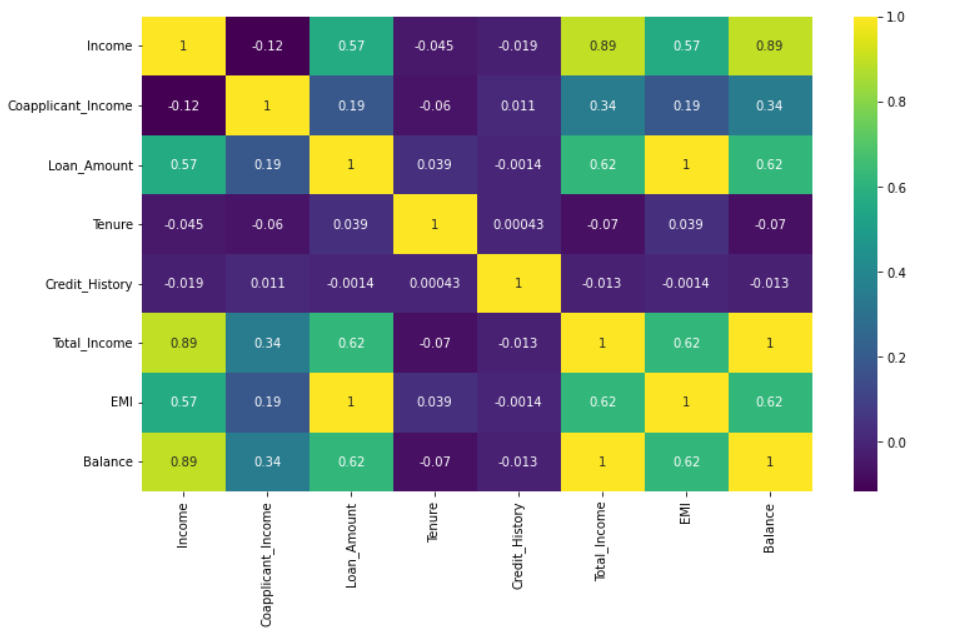 Income 1 -0.12 0.57 -0.045 -0.019 0.89 0.57 0.89
Coapplicant_Income -0.12 1 0.19 -0.06 0.011 0.34 0.19 0.34
Loan_Amount 0.57 0.19 1 0.039 -0.0014 0.62 1 0.62
Tenure -0.045 -0.06 0.039 1 0.00043 -0.07 0.039 -0.07
Credit_History -0.019 0.011 -0.0014 0.00043 1 -0.013 -0.0014 -0.013
Total_Income 0.89 0.34 0.62 -0.07 -0.013 1 0.62 1
EMI 0.57 0.19 1 0.039 -0.0014 0.62 1 0.62
Balance 0.89 0.34 0.62 -0.07 -0.013 1 0.62 1
Income
Coapplicant_Income
Loan_Amount
Tenure
Credit_History
Total_Income
EMI
Balance
1.0
0.8
0.6
0.4
0.2
0.0